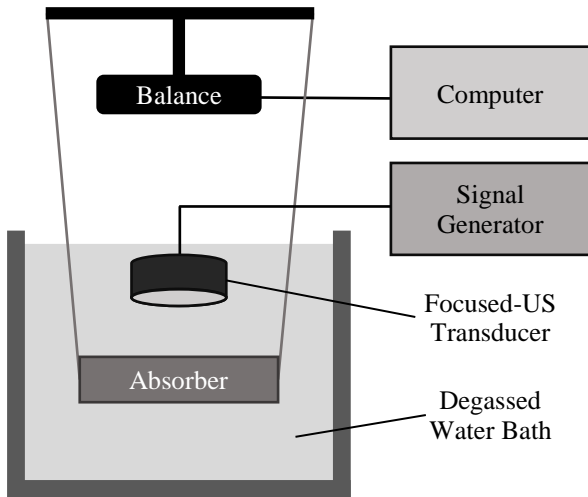 Balance
Computer
Signal
Generator
Focused-US
Transducer
Absorber
Degassed
Water Bath